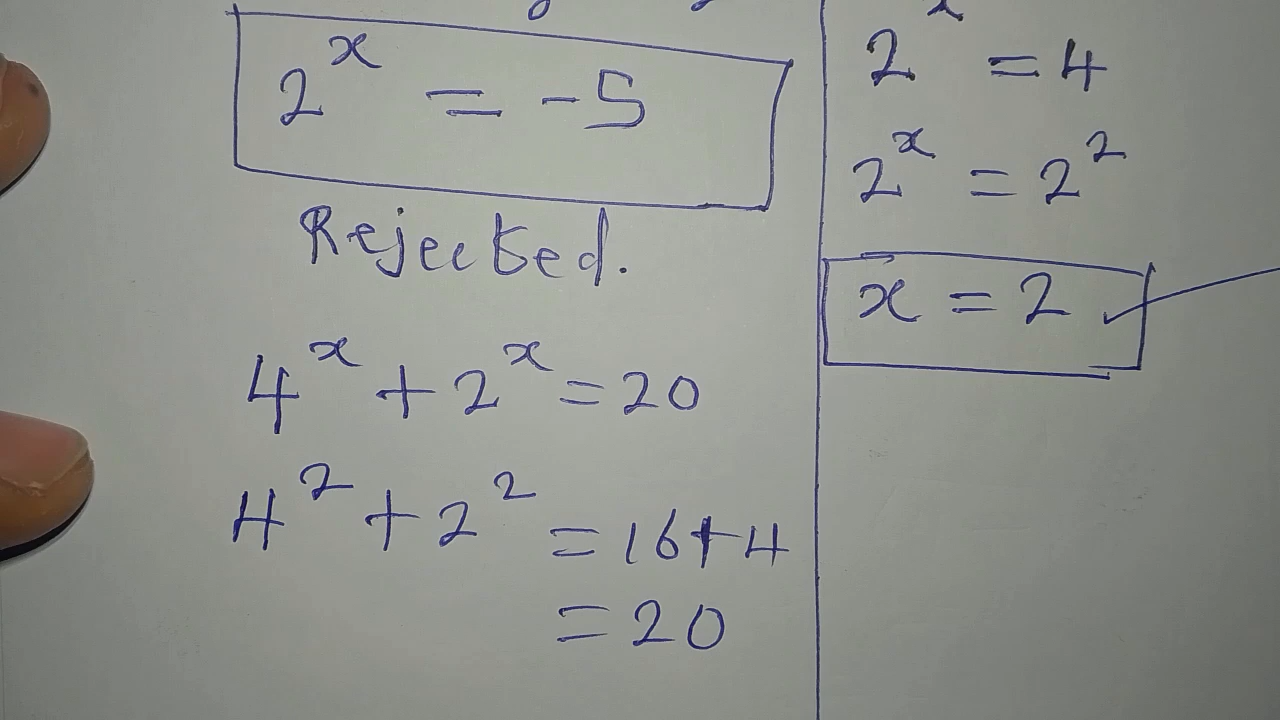 2^x = -5
Rejected.
4^x + 2^x = 20
4^2 + 2^2 = 16 + 4
= 20
2^x = 4
2^x = 2^2
x = 2 ✓